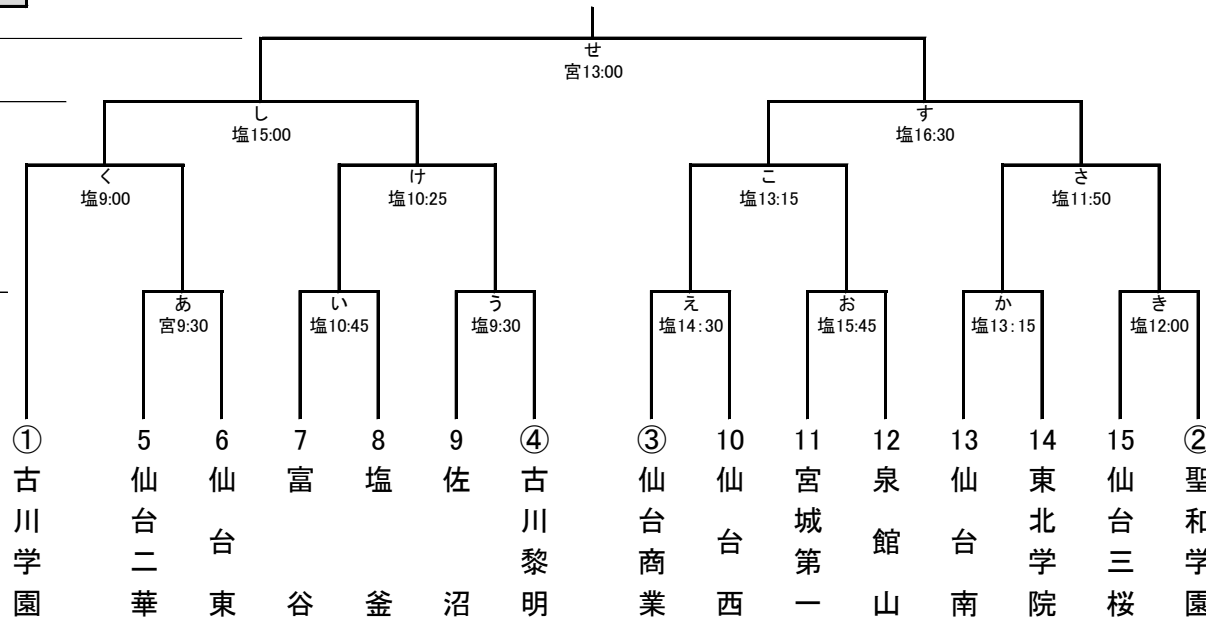 せ
宮13:00
し
塩15:00
す
塩16:30
く
塩9:00
け
塩10:25
こ
塩13:15
さ
塩11:50
あ
宮9:30
い
塩10:45
う
塩9:30
え
塩14:30
お
塩15:45
か
塩13:15
き
塩12:00
① 古川学園
5 仙台二華
6 仙台東
7 富谷
8 塩釜
9 佐沼
④ 古川黎明
③ 仙台商業
10 仙台西
11 宮城第一
12 泉館山
13 仙台南
14 東北学院
15 仙台三桜
② 聖和学園